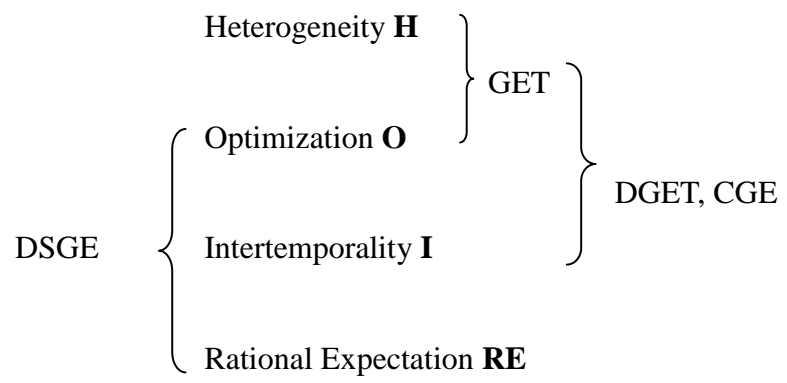 Heterogeneity H
GET
Optimization O
DGET, CGE
DSGE
Intertemporality I
Rational Expectation RE